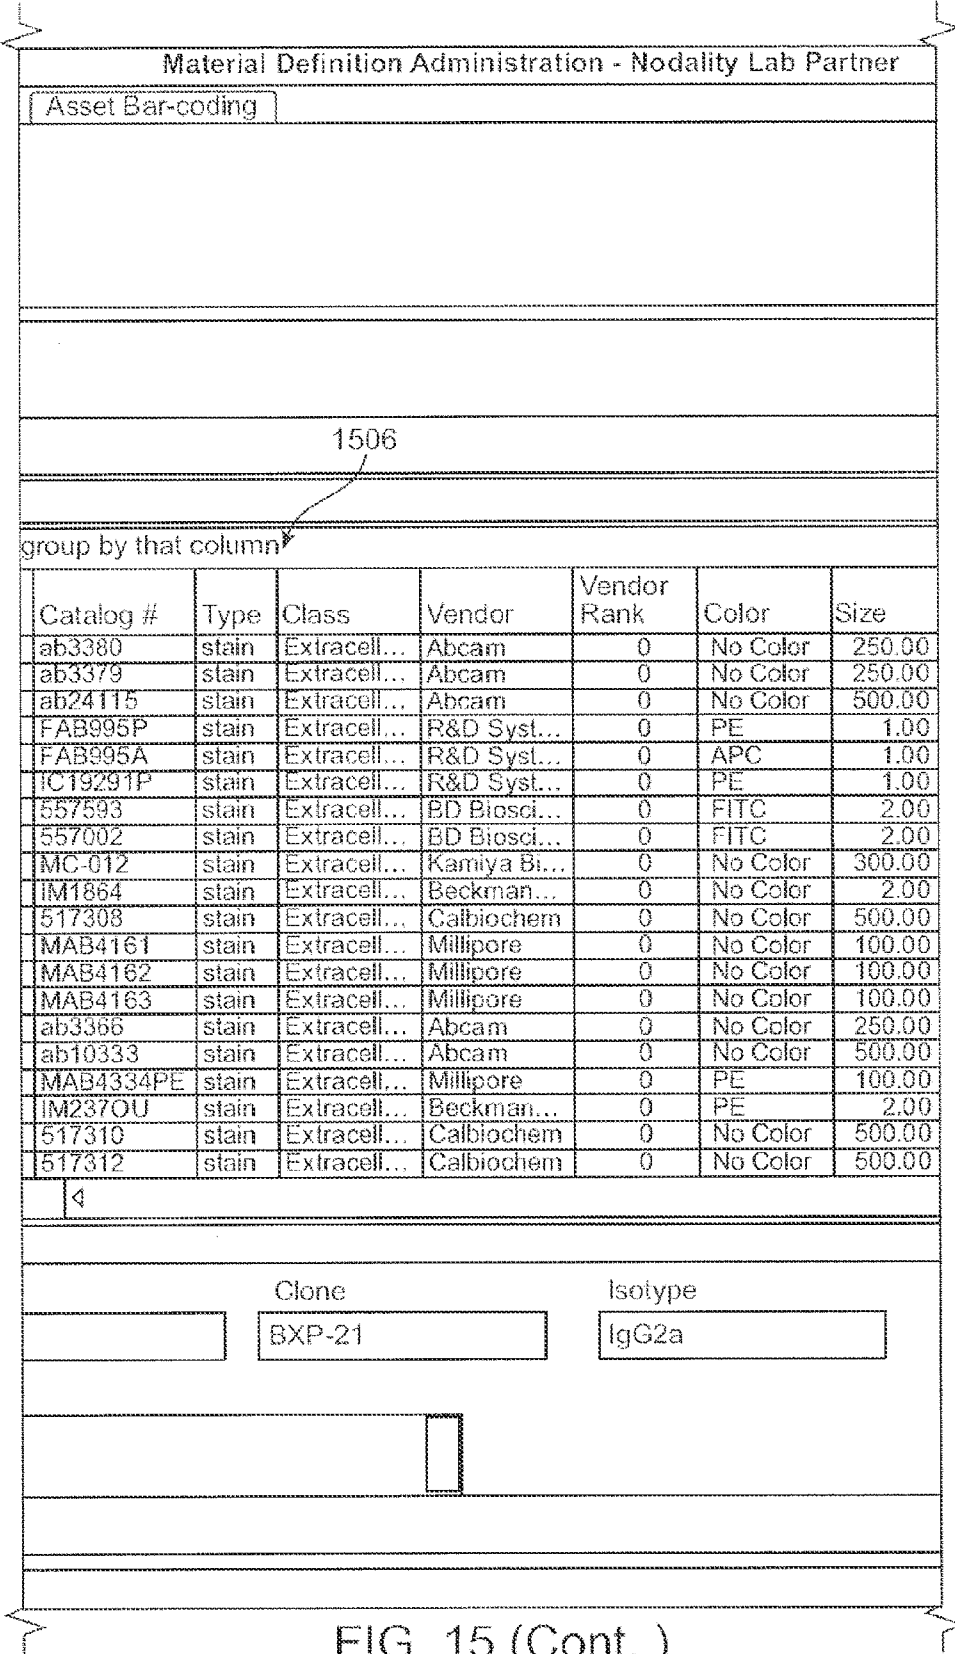 Material Definition Administration - Nodality Lab Partner
Asset Bar-coding
1506
group by that column
Catalog # Type Class Vendor Vendor Rank Color Size
ab3380 stain Extracell... Abcam 0 No Color 250.00
ab3379 stain Extracell... Abcam 0 No Color 250.00
ab24115 stain Extracell... Abcam 0 No Color 500.00
FAB995P stain Extracell... R&D Syst... 0 PE 1.00
FAB995A stain Extracell... R&D Syst... 0 APC 1.00
IC19291P stain Extracell... R&D Syst... 0 PE 1.00
557593 stain Extracell... BD Biosci... 0 FITC 2.00
557002 stain Extracell... BD Biosci... 0 FITC 2.00
MC-012 stain Extracell... Kamiya Bi... 0 No Color 300.00
IM1864 stain Extracell... Beckman... 0 No Color 2.00
517308 stain Extracell... Calbiochem 0 No Color 500.00
MAB4161 stain Extracell... Millipore 0 No Color 100.00
MAB4162 stain Extracell... Millipore 0 No Color 100.00
MAB4163 stain Extracell... Millipore 0 No Color 100.00
ab3366 stain Extracell... Abcam 0 No Color 250.00
ab10333 stain Extracell... Abcam 0 No Color 500.00
MAB4334PE stain Extracell... Millipore 0 PE 100.00
IM237OU stain Extracell... Beckman... 0 PE 2.00
517310 stain Extracell... Calbiochem 0 No Color 500.00
517312 stain Extracell... Calbiochem 0 No Color 500.00
Clone Isotype
BXP-21 IgG2a
FIG. 15 (Cont.)